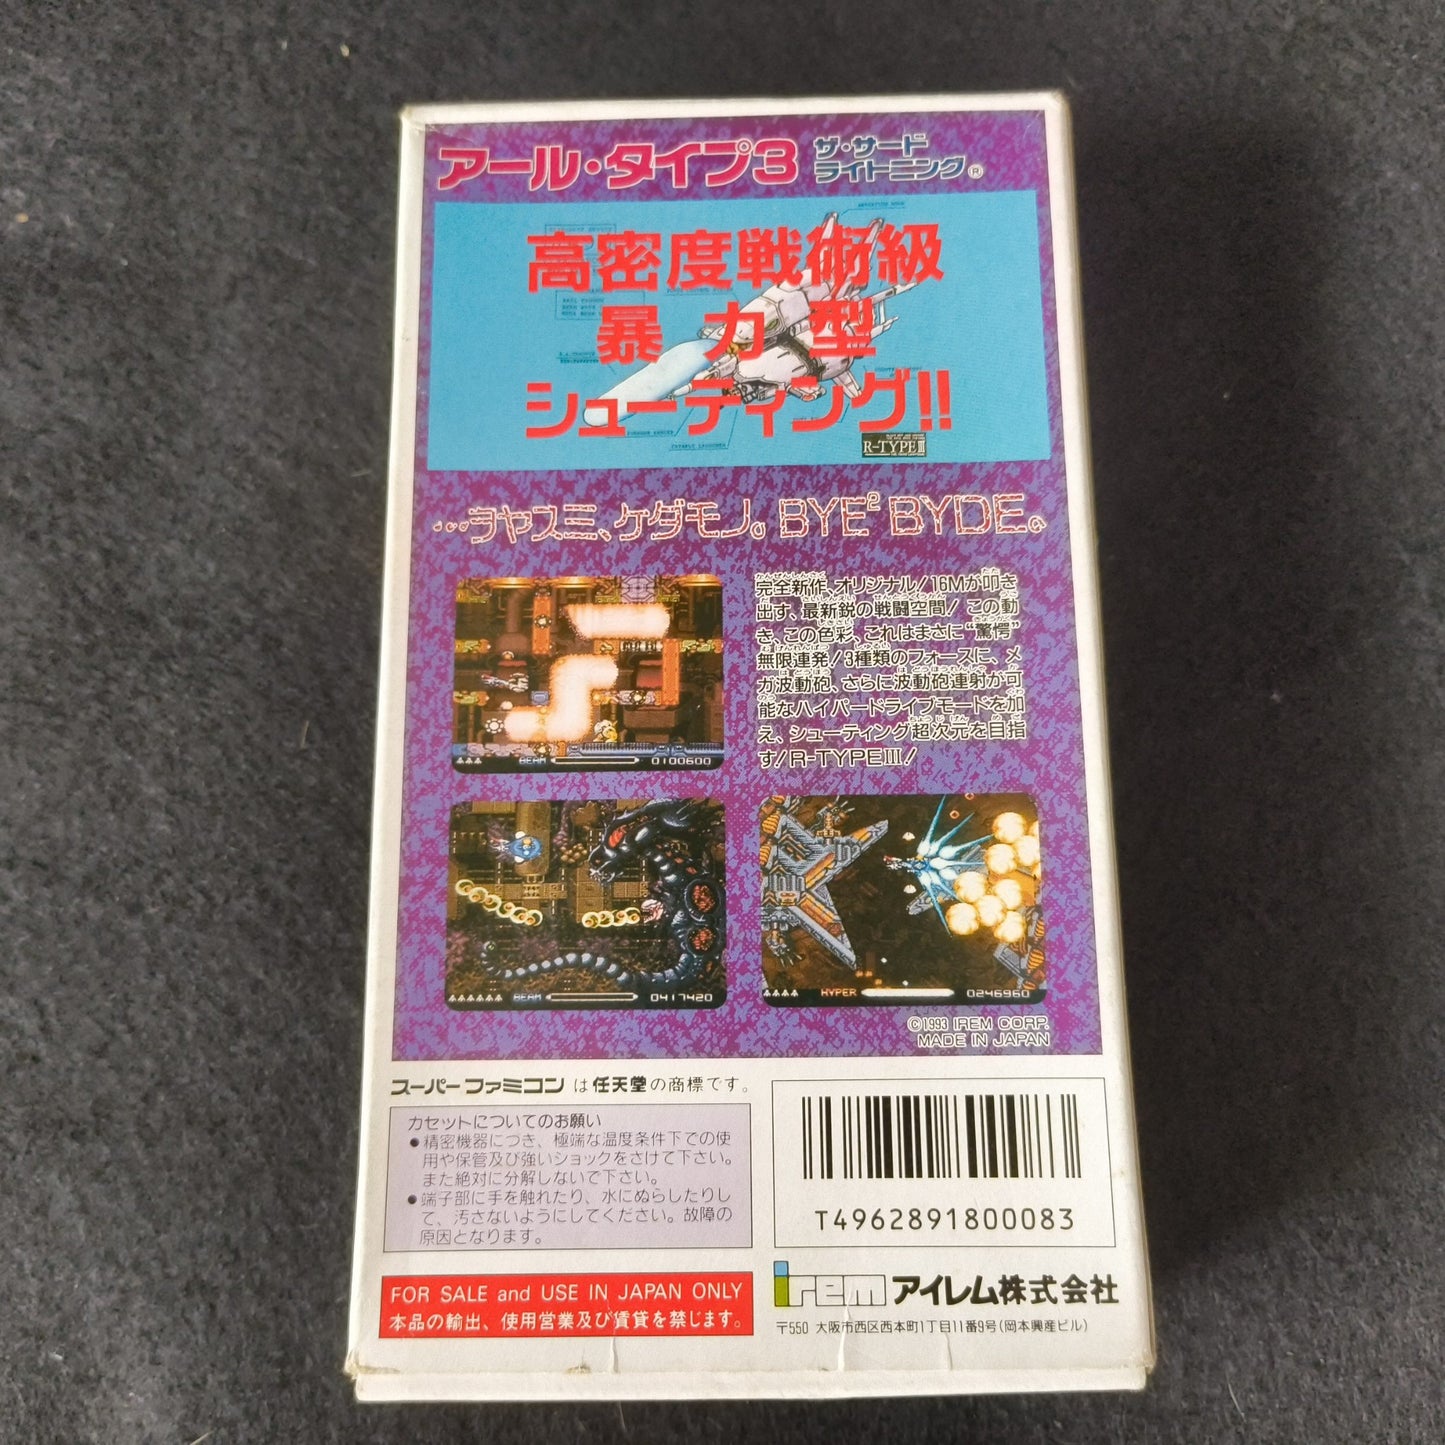 アール・タイプ3 ザ・サード
ライトニング®
高密度戦術級
暴力型
シューティング!!
R-TYPE III
…ヲヤスミ、ケダモノ。BYE² BYDE。
完全新作、オリジナル!16Mが叩き
出す、最新鋭の戦闘空間!この動
き、この色彩、これはまさに"驚愕"
無限連発!3種類のフォースに、メ
ガ波動砲、さらに波動砲連射が可
能なハイパードライブモードを加
え、シューティング超次元を目指
す!R-TYPEIII!
BEAM 0100600
BEAM 0417420
HYPER 0246960
©1993 IREM CORP.
MADE IN JAPAN
スーパーファミコンは任天堂の商標です。
カセットについてのお願い
●精密機器につき、極端な温度条件下での使
用や保管及び強いショックをさけて下さい。
また絶対に分解しないで下さい。
●端子部に手を触れたり、水にぬらしたりし
て、汚さないようにしてください。故障の
原因となります。
T4962891800083
FOR SALE and USE IN JAPAN ONLY
本品の輸出、使用営業及び賃貸を禁じます。
irem アイレム株式会社
〒550 大阪市西区西本町1丁目11番9号(岡本興産ビル)